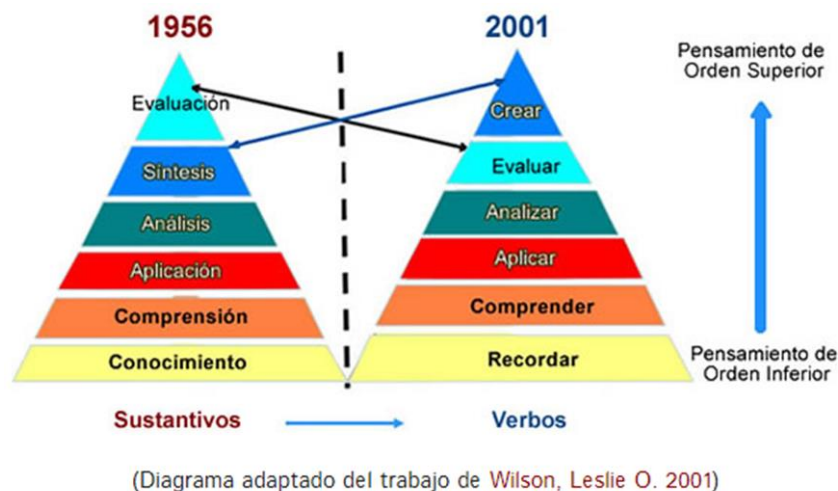 1956
2001
Pensamiento de
Orden Superior
Evaluación
Síntesis
Análisis
Aplicación
Comprensión
Conocimiento
Crear
Evaluar
Analizar
Aplicar
Comprender
Recordar
Pensamiento de
Orden Inferior
Sustantivos
Verbos
(Diagrama adaptado del trabajo de Wilson, Leslie O. 2001)